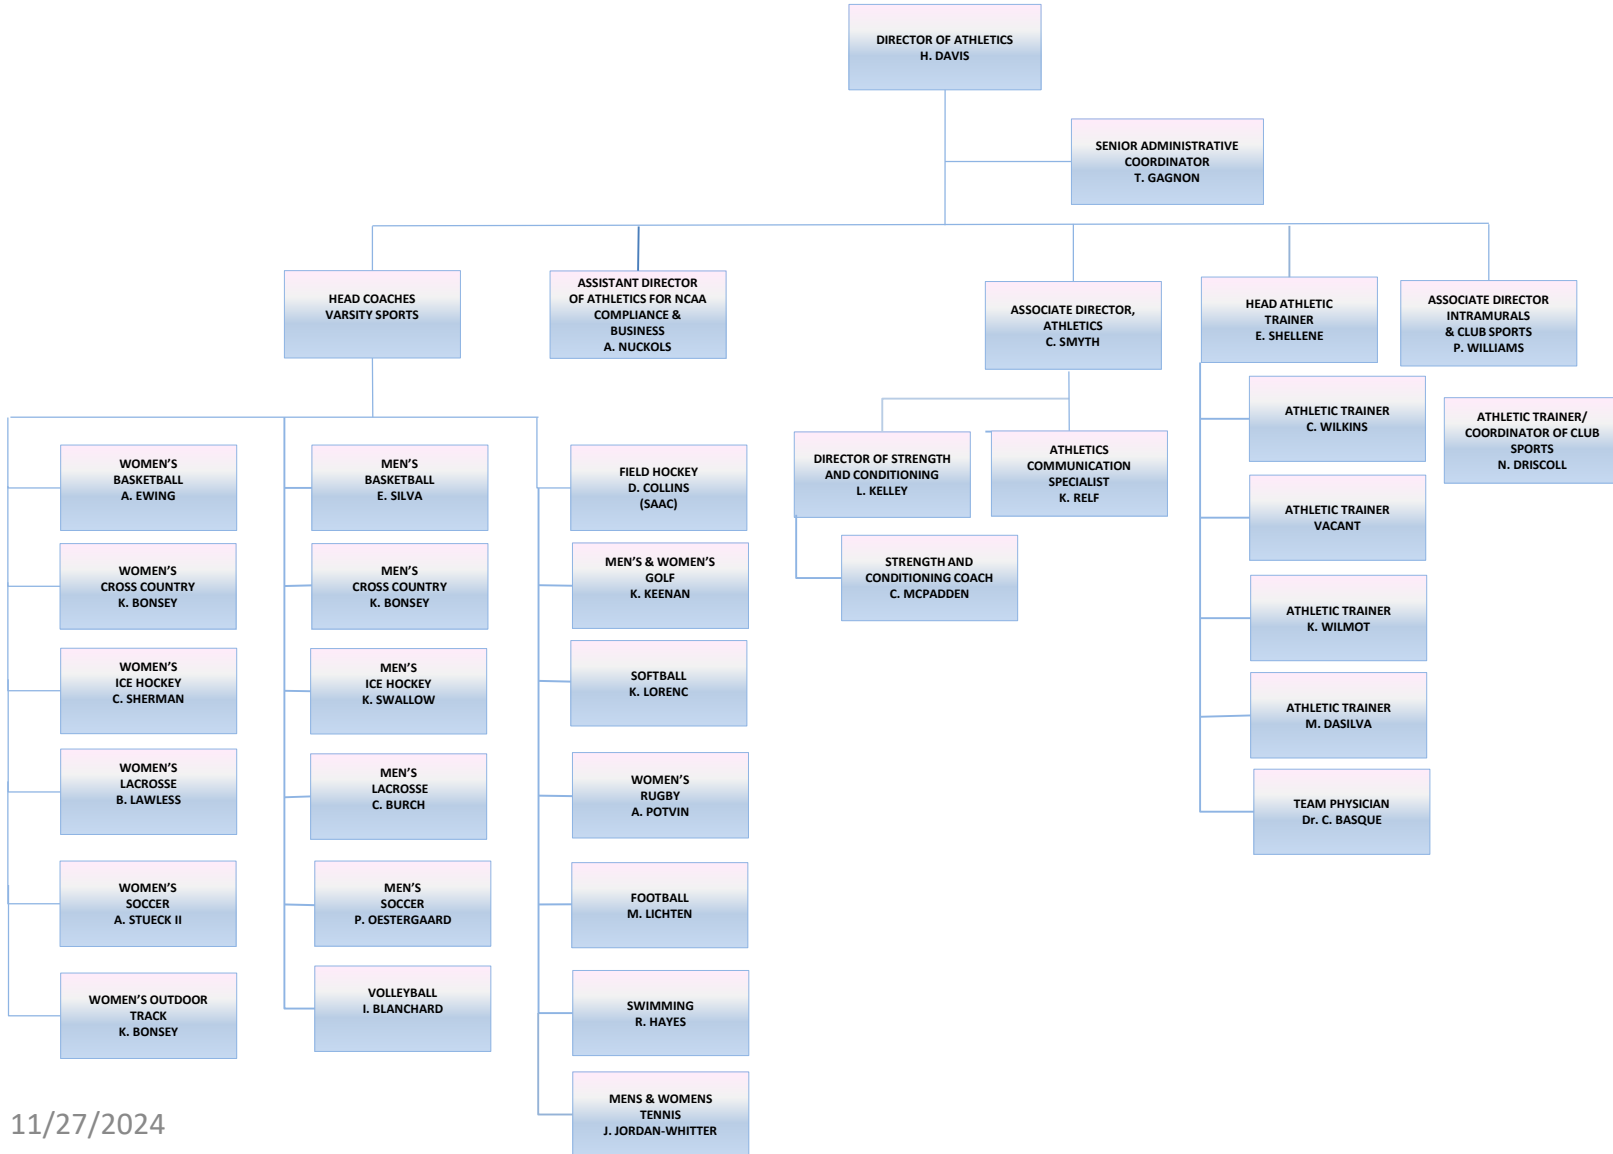 DIRECTOR OF ATHLETICS
H. DAVIS
SENIOR ADMINISTRATIVE
COORDINATOR
T. GAGNON
HEAD COACHES
VARSITY SPORTS
ASSISTANT DIRECTOR
OF ATHLETICS FOR NCAA
COMPLIANCE &
BUSINESS
A. NUCKOLS
ASSOCIATE DIRECTOR,
ATHLETICS
C. SMYTH
HEAD ATHLETIC
TRAINER
E. SHELLENE
ASSOCIATE DIRECTOR
INTRAMURALS
& CLUB SPORTS
P. WILLIAMS
WOMEN'S
BASKETBALL
A. EWING
WOMEN'S
CROSS COUNTRY
K. BONSEY
WOMEN'S
ICE HOCKEY
C. SHERMAN
WOMEN'S
LACROSSE
B. LAWLESS
WOMEN'S
SOCCER
A. STUECK II
WOMEN'S OUTDOOR
TRACK
K. BONSEY
MEN'S
BASKETBALL
E. SILVA
MEN'S
CROSS COUNTRY
K. BONSEY
MEN'S
ICE HOCKEY
K. SWALLOW
MEN'S
LACROSSE
C. BURCH
MEN'S
SOCCER
P. OESTERGAARD
VOLLEYBALL
I. BLANCHARD
FIELD HOCKEY
D. COLLINS
(SAAC)
MEN'S & WOMEN'S
GOLF
K. KEENAN
SOFTBALL
K. LORENC
WOMEN'S
RUGBY
A. POTVIN
FOOTBALL
M. LICHTEN
SWIMMING
R. HAYES
MENS & WOMENS
TENNIS
J. JORDAN-WHITTER
DIRECTOR OF STRENGTH
AND CONDITIONING
L. KELLEY
STRENGTH AND
CONDITIONING COACH
C. MCPADDEN
ATHLETICS
COMMUNICATION
SPECIALIST
K. RELF
ATHLETIC TRAINER
C. WILKINS
ATHLETIC TRAINER
VACANT
ATHLETIC TRAINER
K. WILMOT
ATHLETIC TRAINER
M. DASILVA
TEAM PHYSICIAN
Dr. C. BASQUE
ATHLETIC TRAINER/
COORDINATOR OF CLUB
SPORTS
N. DRISCOLL
11/27/2024